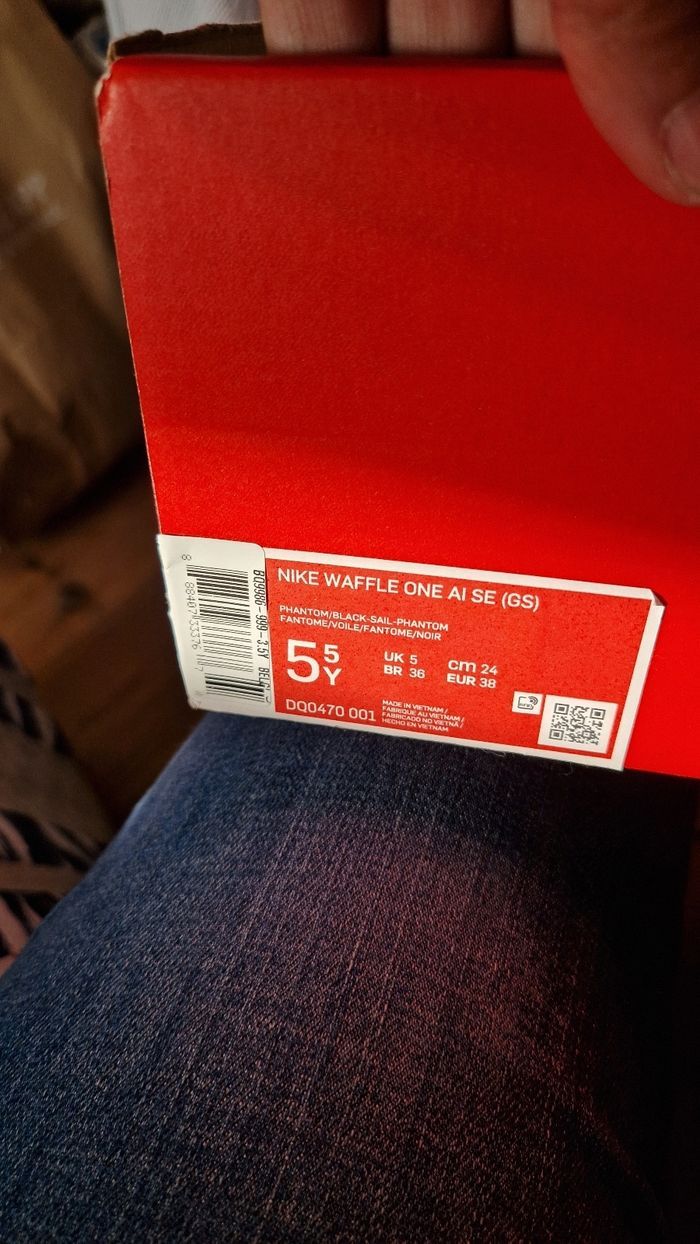 NIKE WAFFLE ONE AI SE (GS)
PHANTOM/BLACK-SAIL-PHANTOM
FANTOME/VOILE/FANTOME/NOIR
5 5Y
UK 5
BR 36
cm 24
EUR 38
DQ0470 001
MADE IN VIETNAM /
FABRIQUE AU VIETNAM /
FABRICADO NO VIETNÃ /
HECHO EN VIETNAM